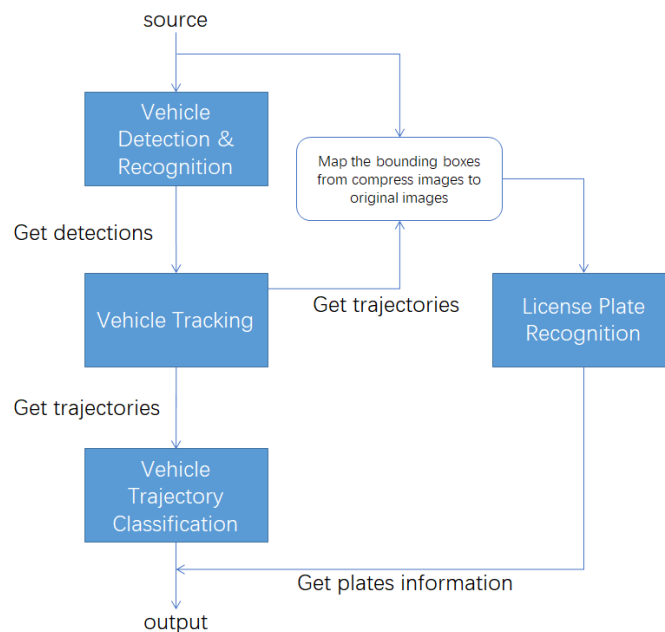 source
Vehicle
Detection &
Recognition
Map the bounding boxes
from compress images to
original images
Get detections
Vehicle Tracking
Get trajectories
License Plate
Recognition
Get trajectories
Vehicle
Trajectory
Classification
Get plates information
output